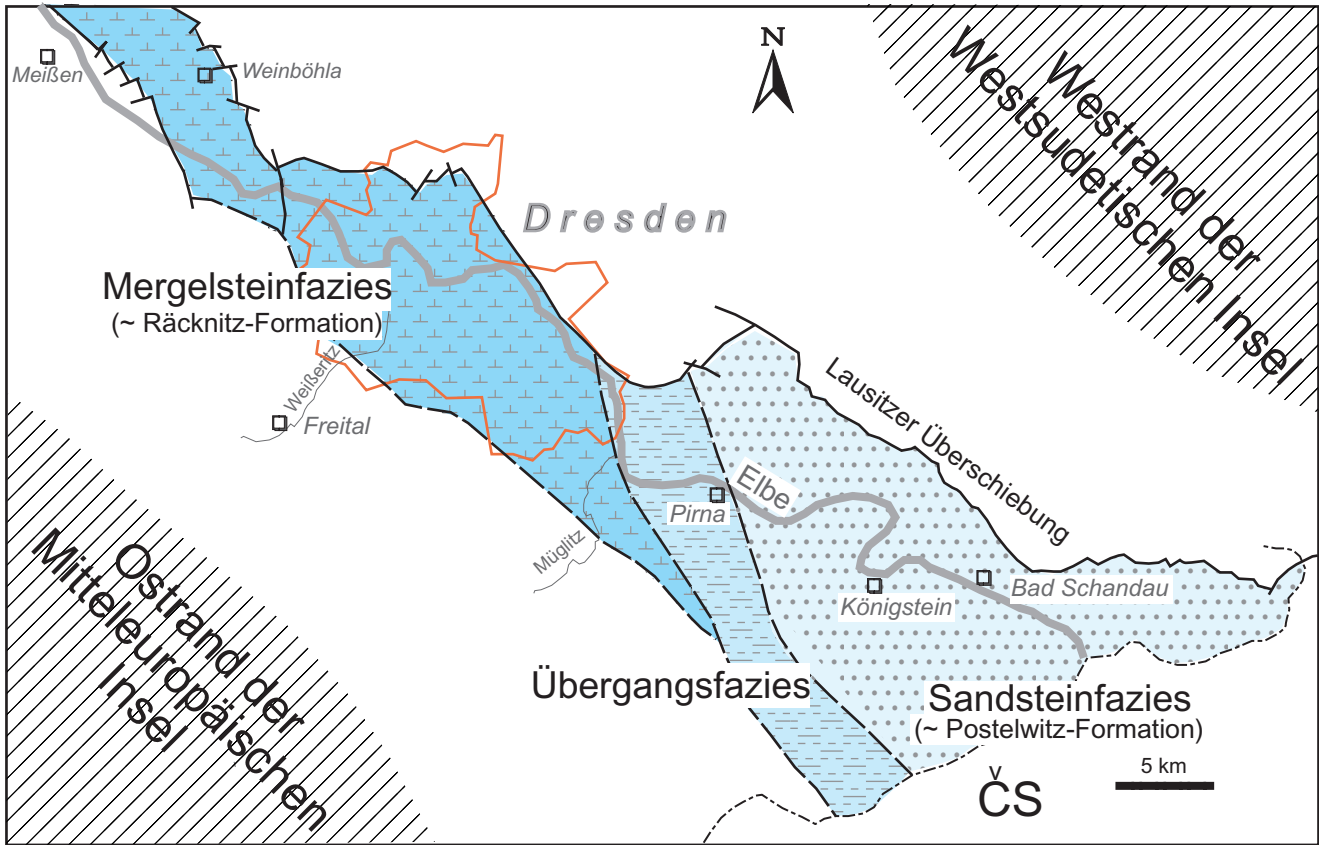 N
Meißen
Weinböhla
Westrand der
Westsudetischen Insel
Dresden
Mergelsteinfazies
(~ Räcknitz-Formation)
Weißeritz
Freital
Lausitzer Überschiebung
Elbe
Pirna
Müglitz
Königstein
Bad Schandau
Ostrand der
Mitteleuropäischen
Insel
Übergangsfazies
Sandsteinfazies
(~ Postelwitz-Formation)
ČS
5 km